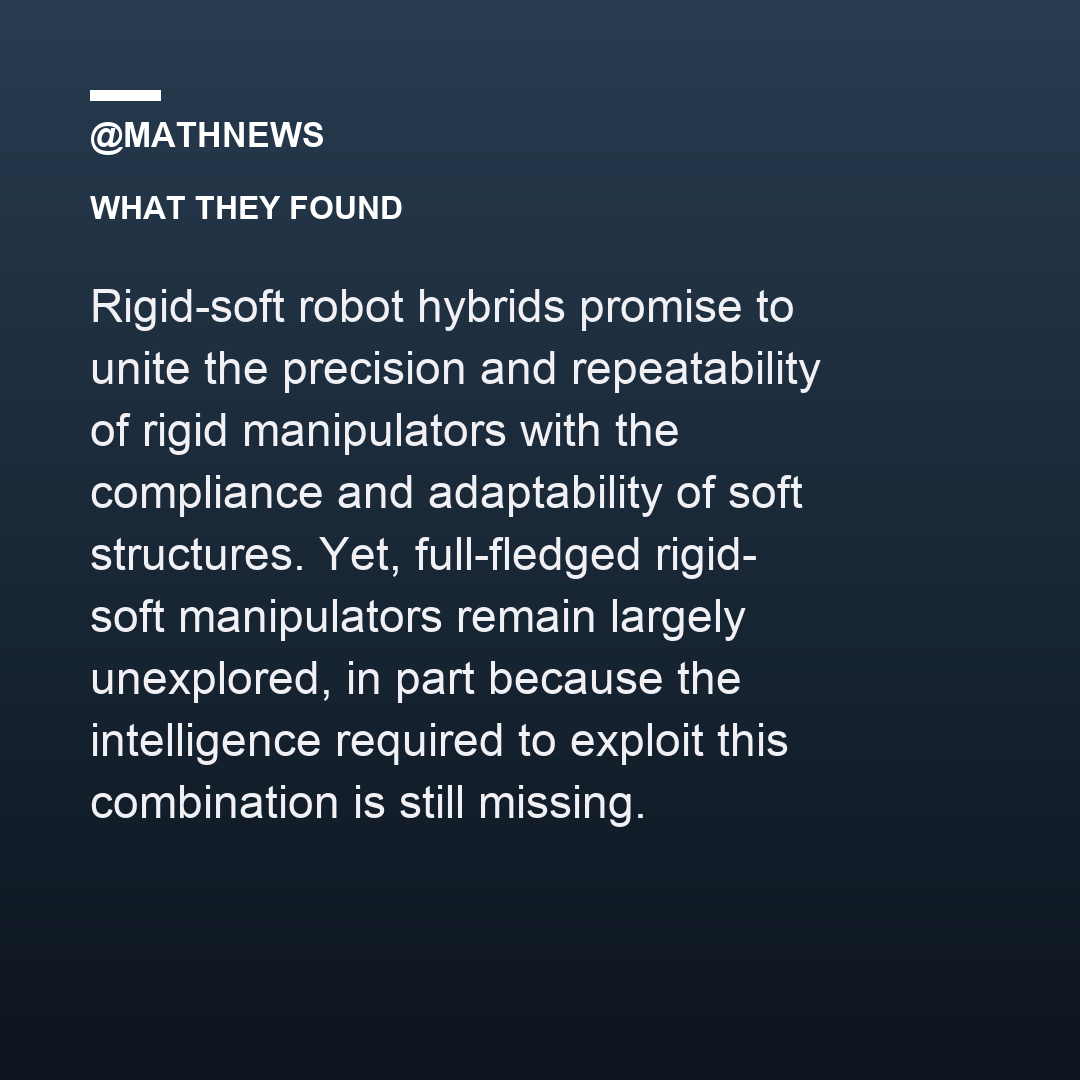 @MATHNEWS
WHAT THEY FOUND
Rigid-soft robot hybrids promise to
unite the precision and repeatability
of rigid manipulators with the
compliance and adaptability of soft
structures. Yet, full-fledged rigid-
soft manipulators remain largely
unexplored, in part because the
intelligence required to exploit this
combination is still missing.